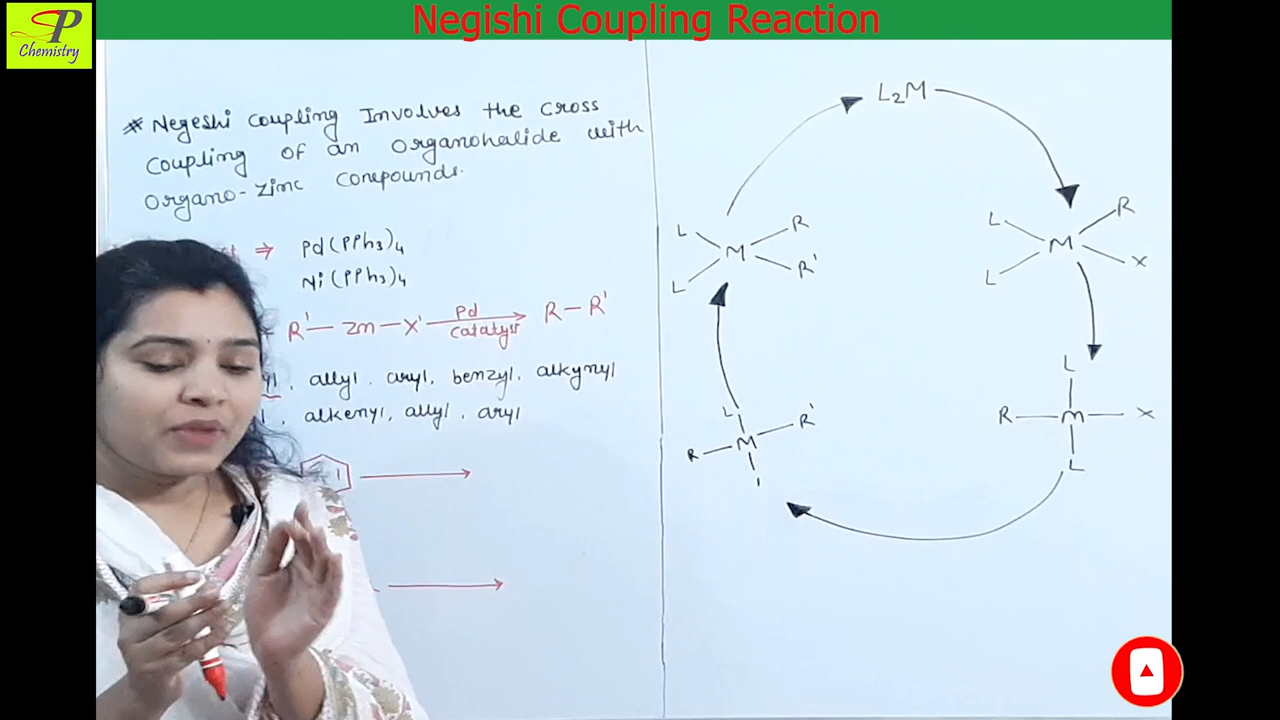 SP
Chemistry
Negishi Coupling Reaction
* Negeshi coupling Involves the cross
coupling of an organohalide with
organo-zinc compounds.
⇒ Pd(PPh3)4
Ni(PPh3)4
R' — Zn — X' Pd catalyst R — R'
, allyl, aryl, benzyl, alkynyl
, alkenyl, allyl, aryl
L2M
L L M R X
L R M X L
L R M R'
L L M R R'